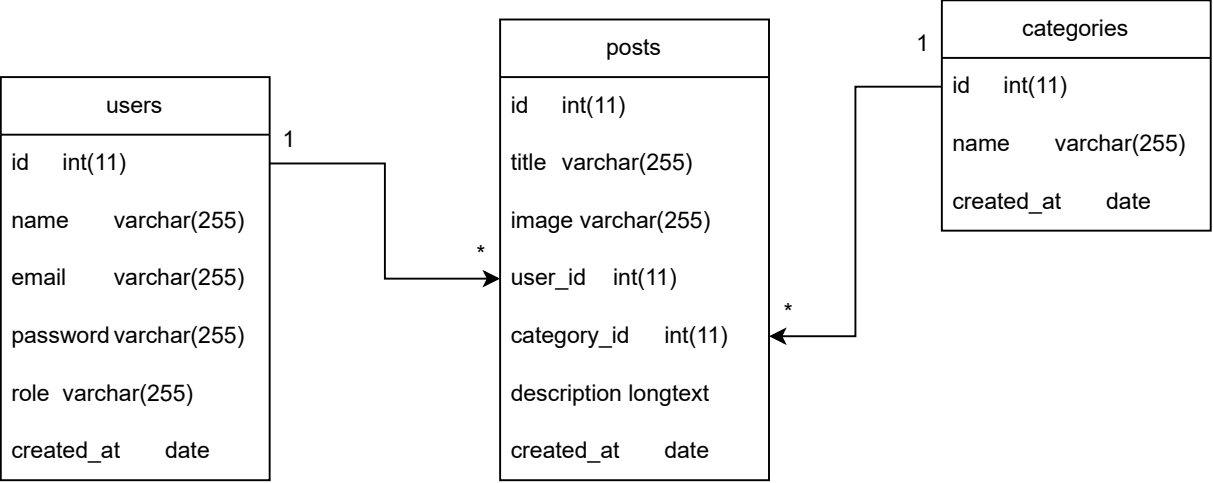 users
id int(11)
name varchar(255)
email varchar(255)
password varchar(255)
role varchar(255)
created_at date
1
*
posts
id int(11)
title varchar(255)
image varchar(255)
user_id int(11)
category_id int(11)
description longtext
created_at date
1
*
categories
id int(11)
name varchar(255)
created_at date